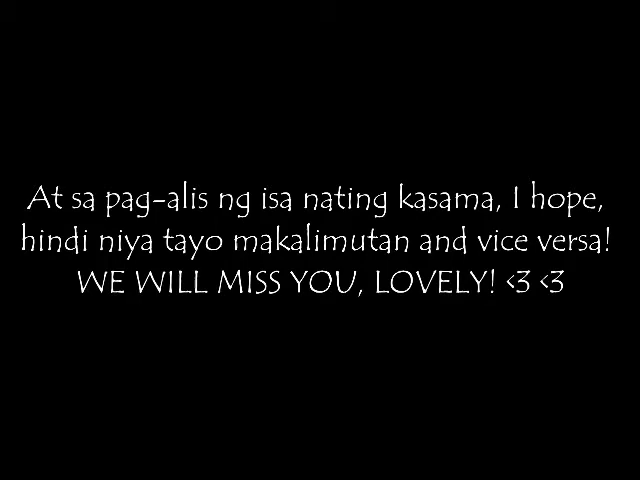 At sa pag-alis ng isa nating kasama, I hope,
hindi niya tayo makalimutan and vice versa!
WE WILL MISS YOU, LOVELY! <3 <3